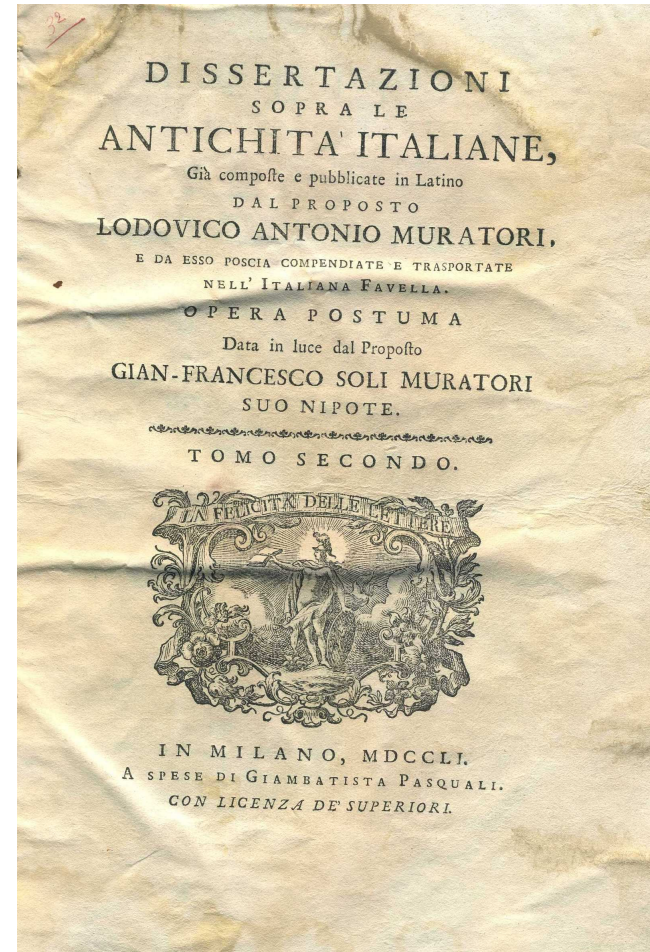 DISSERTAZIONI
SOPRA LE
ANTICHITA' ITALIANE,
Già compoſte e pubblicate in Latino
DAL PROPOSTO
LODOVICO ANTONIO MURATORI,
E DA ESSO POSCIA COMPENDIATE E TRASPORTATE
NELL' ITALIANA FAVELLA.
OPERA POSTUMA
Data in luce dal Propoſto
GIAN-FRANCESCO SOLI MURATORI
SUO NIPOTE.
TOMO SECONDO.
LA FELICITA' DELLE LETTERE
IN MILANO, MDCCLI.
A SPESE DI GIAMBATISTA PASQUALI.
CON LICENZA DE' SUPERIORI.